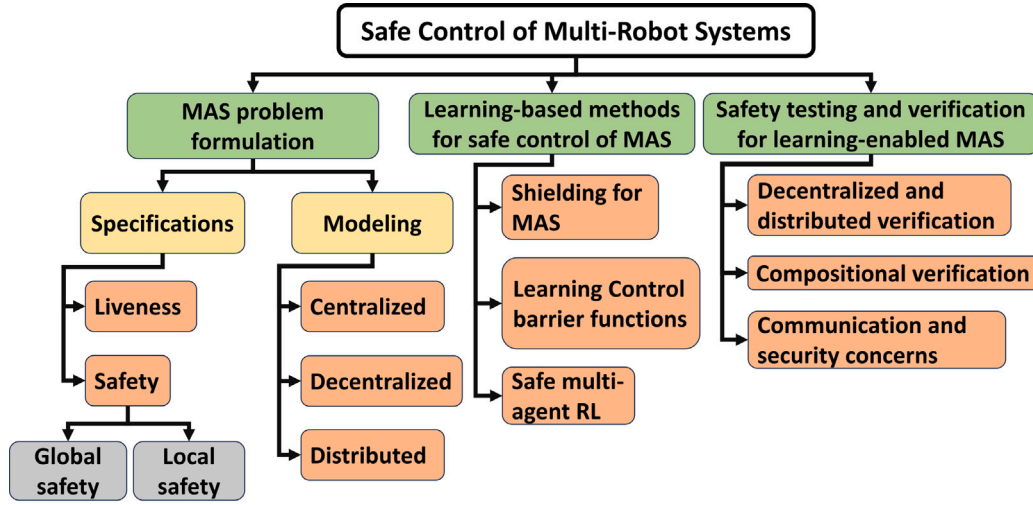 Safe Control of Multi-Robot Systems
MAS problem
formulation
Specifications
Modeling
Liveness
Safety
Global
safety
Local
safety
Centralized
Decentralized
Distributed
Learning-based methods
for safe control of MAS
Shielding for
MAS
Learning Control
barrier functions
Safe multi-
agent RL
Safety testing and verification
for learning-enabled MAS
Decentralized and
distributed verification
Compositional verification
Communication and
security concerns